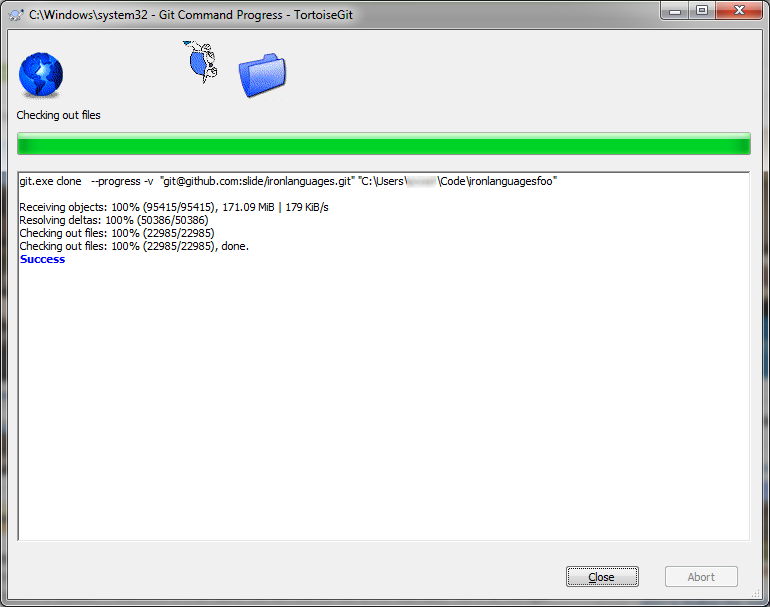 C:\Windows\system32 - Git Command Progress - TortoiseGit
Checking out files
git.exe clone --progress -v "git@github.com:slide/ironlanguages.git" "C:\Users\ \Code\ironlanguagesfoo"
Receiving objects: 100% (95415/95415), 171.09 MiB | 179 KiB/s
Resolving deltas: 100% (50386/50386)
Checking out files: 100% (22985/22985)
Checking out files: 100% (22985/22985), done.
Success
Close
Abort